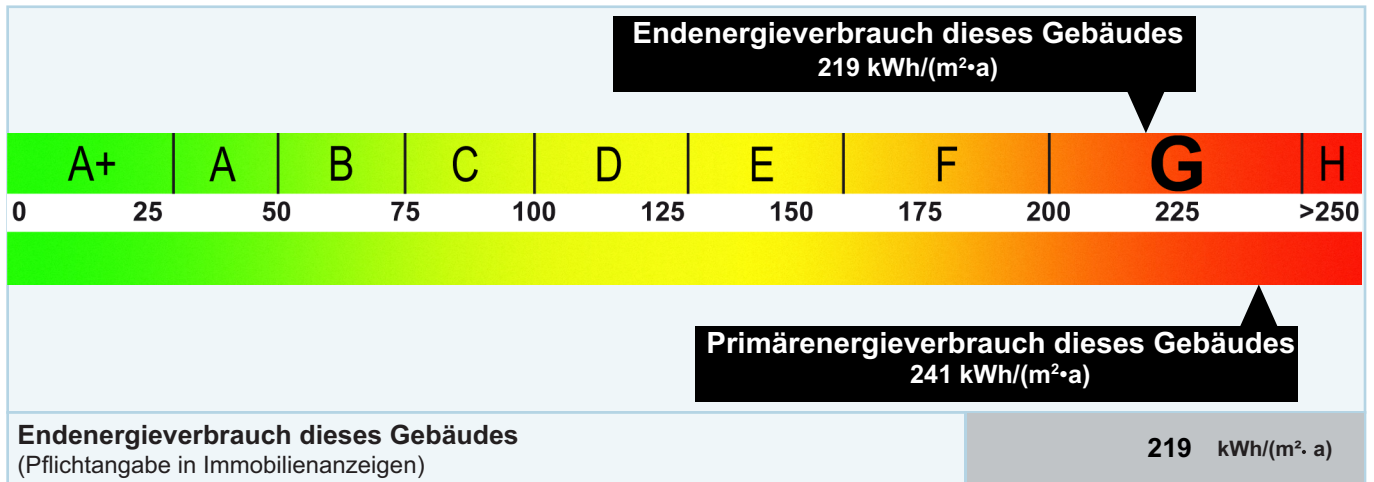 Endenergieverbrauch dieses Gebäudes
219 kWh/(m²•a)
A+ A B C D E F G H
0 25 50 75 100 125 150 175 200 225 >250
Primärenergieverbrauch dieses Gebäudes
241 kWh/(m²•a)
Endenergieverbrauch dieses Gebäudes
(Pflichtangabe in Immobilienanzeigen)
219 kWh/(m²· a)